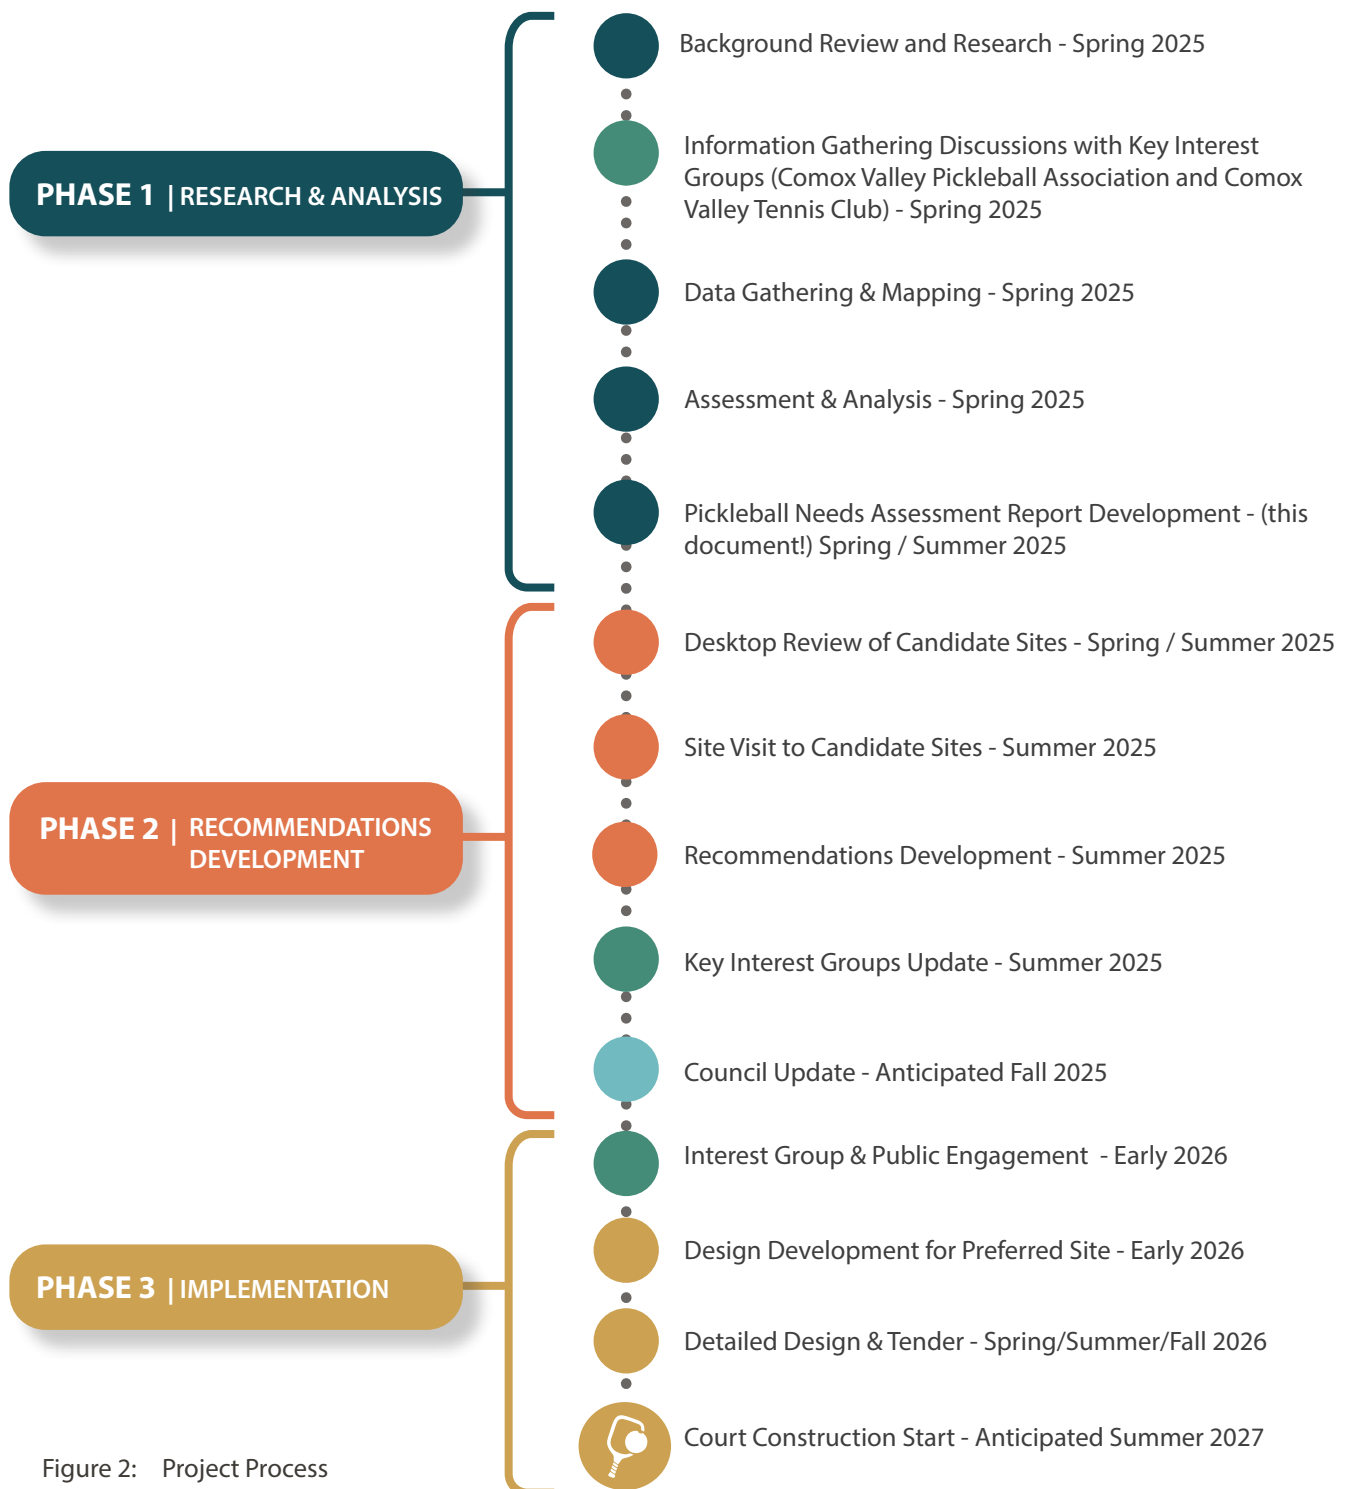 Background Review and Research - Spring 2025
Information Gathering Discussions with Key Interest
Groups (Comox Valley Pickleball Association and Comox
Valley Tennis Club) - Spring 2025
PHASE 1 | RESEARCH & ANALYSIS
Data Gathering & Mapping - Spring 2025
Assessment & Analysis - Spring 2025
Pickleball Needs Assessment Report Development - (this
document!) Spring / Summer 2025
Desktop Review of Candidate Sites - Spring / Summer 2025
Site Visit to Candidate Sites - Summer 2025
PHASE 2 | RECOMMENDATIONS
DEVELOPMENT
Recommendations Development - Summer 2025
Key Interest Groups Update - Summer 2025
Council Update - Anticipated Fall 2025
Interest Group & Public Engagement - Early 2026
Design Development for Preferred Site - Early 2026
PHASE 3 | IMPLEMENTATION
Detailed Design & Tender - Spring/Summer/Fall 2026
Court Construction Start - Anticipated Summer 2027
Figure 2: Project Process